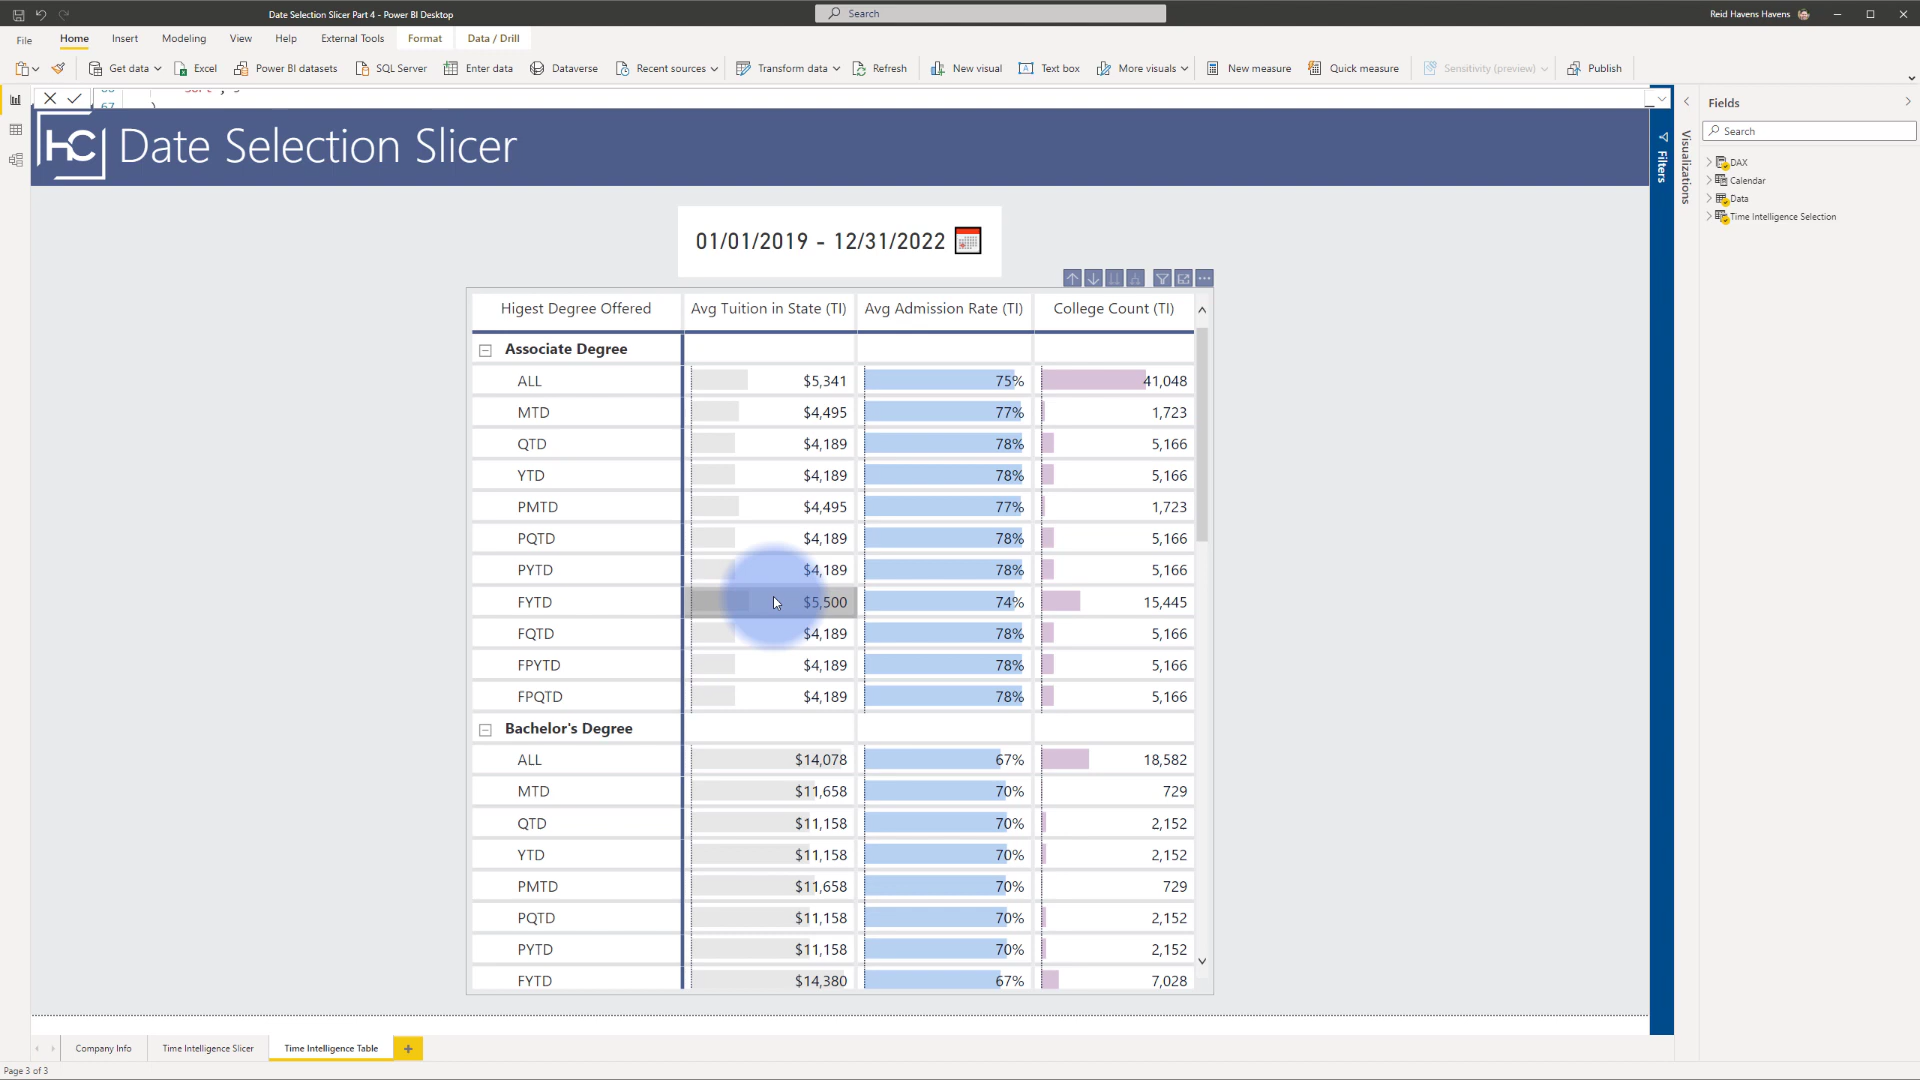 Date Selection Slicer Part 4 - Power BI Desktop
Search
Reid Havens Havens
File Home Insert Modeling View Help External Tools Format Data / Drill
Get data Excel Power BI datasets SQL Server Enter data Dataverse Recent sources Transform data Refresh New visual Text box More visuals New measure Quick measure Sensitivity (preview) Publish
67 )
HC Date Selection Slicer
Filters
Visualizations
Fields
Search
DAX
Calendar
Data
Time Intelligence Selection
01/01/2019 - 12/31/2022
Higest Degree Offered Avg Tuition in State (TI) Avg Admission Rate (TI) College Count (TI)
Associate Degree
ALL $5,341 75% 41,048
MTD $4,495 77% 1,723
QTD $4,189 78% 5,166
YTD $4,189 78% 5,166
PMTD $4,495 77% 1,723
PQTD $4,189 78% 5,166
PYTD $4,189 78% 5,166
FYTD $5,500 74% 15,445
FQTD $4,189 78% 5,166
FPYTD $4,189 78% 5,166
FPQTD $4,189 78% 5,166
Bachelor's Degree
ALL $14,078 67% 18,582
MTD $11,658 70% 729
QTD $11,158 70% 2,152
YTD $11,158 70% 2,152
PMTD $11,658 70% 729
PQTD $11,158 70% 2,152
PYTD $11,158 70% 2,152
FYTD $14,380 67% 7,028
Company Info Time Intelligence Slicer Time Intelligence Table +
Page 3 of 3